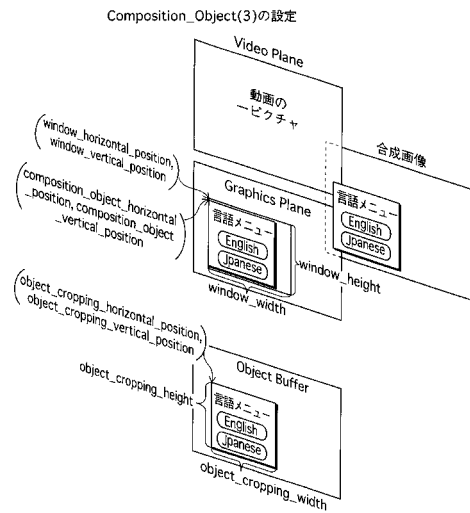 Composition_Object(3)の設定
Video Plane
動画の
一ピクチャ
合成画像
window_horizontal_position,
window_vertical_position
composition_object_horizontal
_position, composition_object
_vertical_position
Graphics Plane
言語メニュー
English
Jpanese
言語メニュー
English
Jpanese
window_height
window_width
object_cropping_horizontal_position,
object_cropping_vertical_position
object_cropping_height
Object Buffer
言語メニュー
English
Jpanese
object_cropping_width